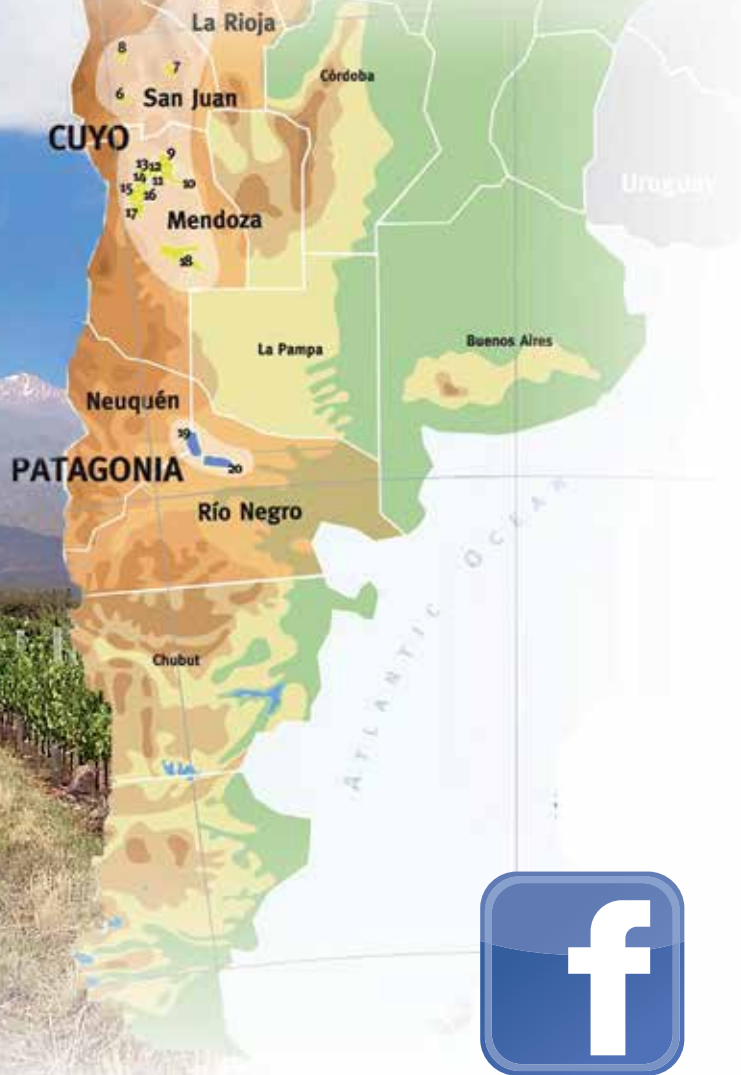 La Rioja
8
7
Córdoba
6
San Juan
CUYO
9
13 12
14 11 10
15 16
17
Mendoza
Uruguay
18
La Pampa
Buenos Aires
Neuquén
19
20
PATAGONIA
Río Negro
ATLANTIC OCEAN
Chubut
f